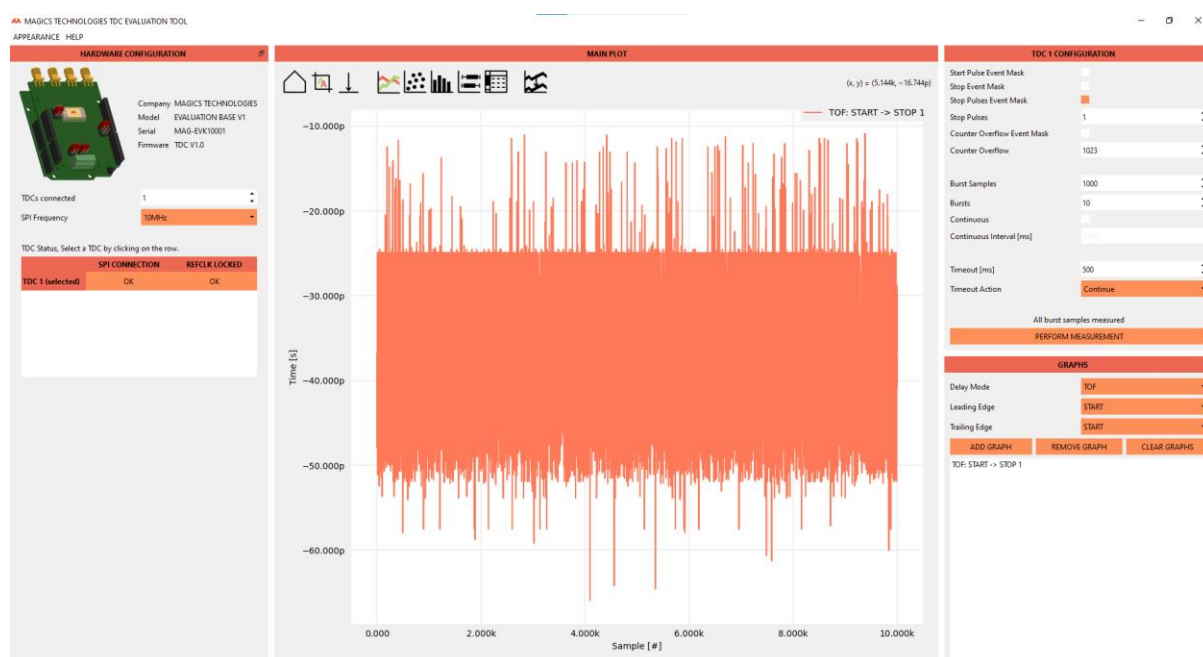 MAGICS TECHNOLOGIES TDC EVALUATION TOOL
APPEARANCE HELP
HARDWARE CONFIGURATION
Company MAGICS TECHNOLOGIES
Model EVALUATION BASE V1
Serial MAG-EVK10001
Firmware TDC V1.0
TDCs connected 1
SPI Frequency 10MHz
TDC Status, Select a TDC by clicking on the row.
SPI CONNECTION REFCLK LOCKED
TDC 1 (selected) OK OK
MAIN PLOT
(x, y) = (5.144k, −16.744p)
TOF: START -> STOP 1
−10.000p
−20.000p
−30.000p
−40.000p
−50.000p
−60.000p
Time [s]
0.000 2.000k 4.000k 6.000k 8.000k 10.000k
Sample [#]
TDC 1 CONFIGURATION
Start Pulse Event Mask
Stop Event Mask
Stop Pulses Event Mask
Stop Pulses 1
Counter Overflow Event Mask
Counter Overflow 1023
Burst Samples 1000
Bursts 10
Continuous
Continuous Interval [ms]
Timeout [ms] 500
Timeout Action Continue
All burst samples measured
PERFORM MEASUREMENT
GRAPHS
Delay Mode TOF
Leading Edge START
Trailing Edge START
ADD GRAPH REMOVE GRAPH CLEAR GRAPHS
TOF: START -> STOP 1